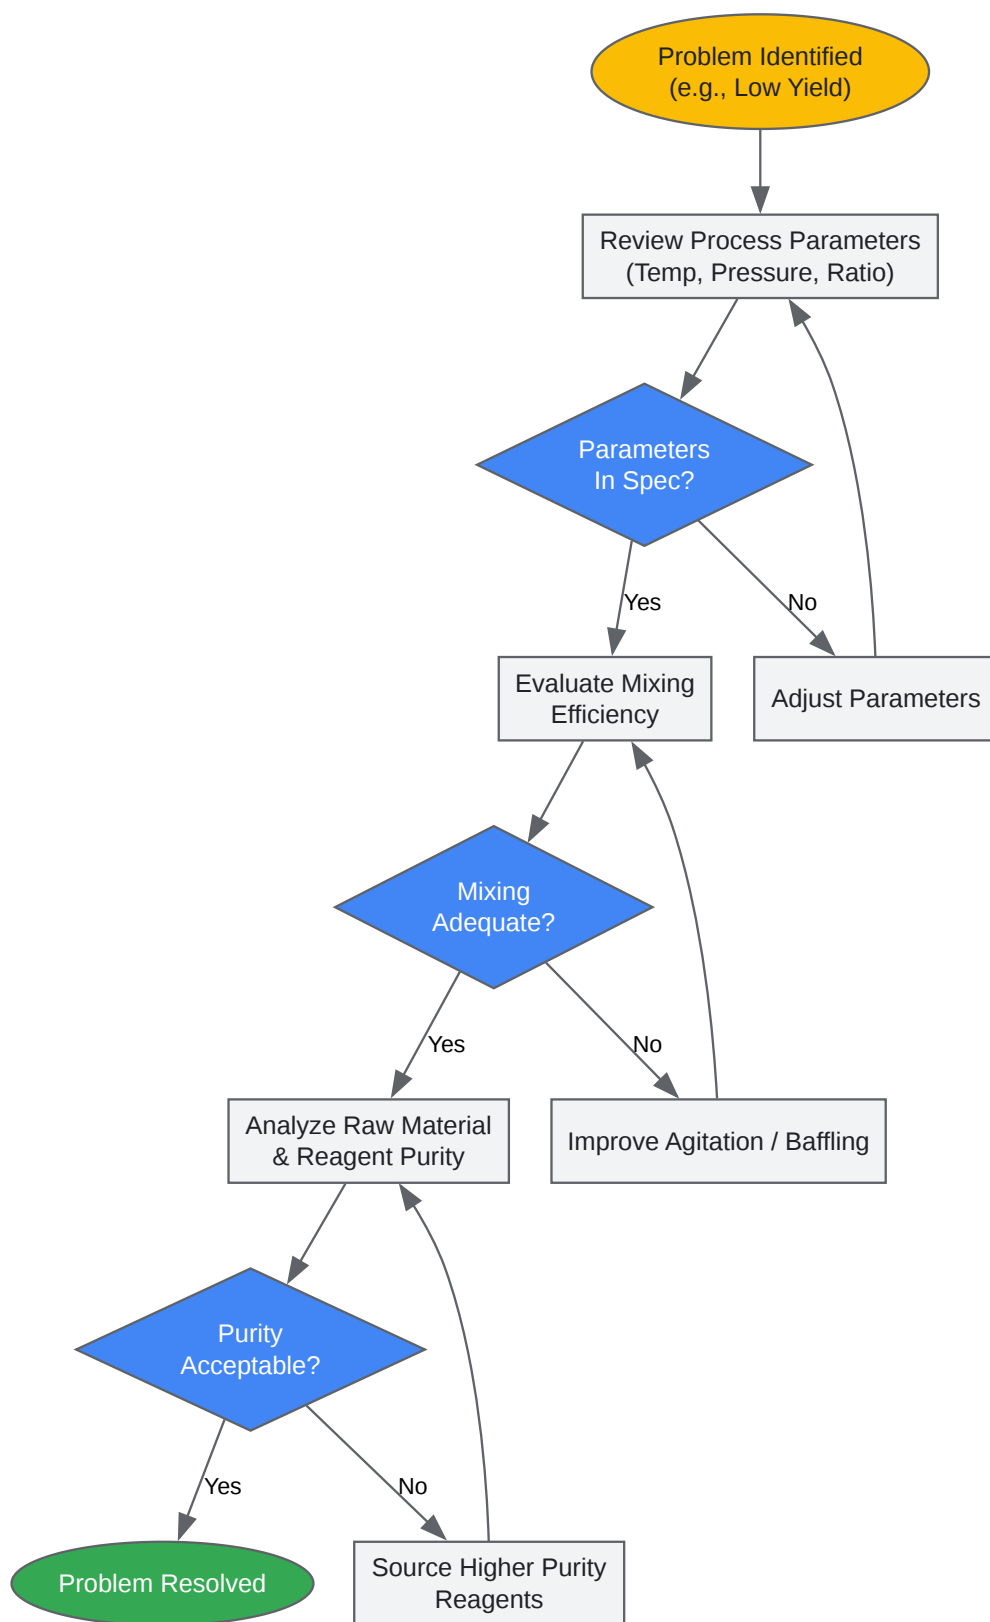 Problem Identified
(e.g., Low Yield)
Review Process Parameters
(Temp, Pressure, Ratio)
Parameters
In Spec?
Yes
No
Evaluate Mixing
Efficiency
Adjust Parameters
Mixing
Adequate?
Yes
No
Analyze Raw Material
& Reagent Purity
Improve Agitation / Baffling
Purity
Acceptable?
Yes
No
Problem Resolved
Source Higher Purity
Reagents